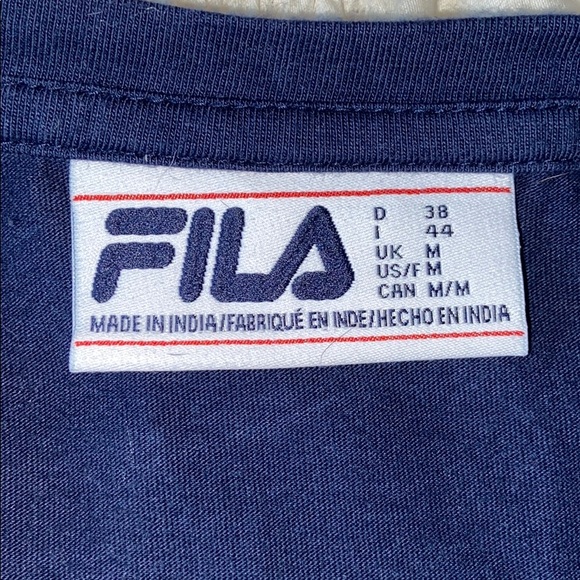 FILA
D 38
I 44
UK M
US/F M
CAN M/M
MADE IN INDIA/FABRIQUÉ EN INDE/HECHO EN INDIA